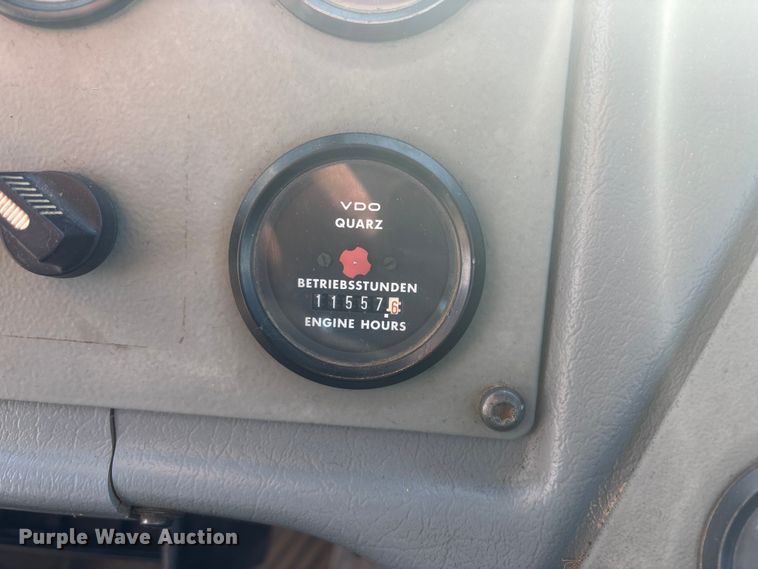 VDO
QUARZ
BETRIEBSSTUNDEN
11557.6
ENGINE HOURS
Purple Wave Auction